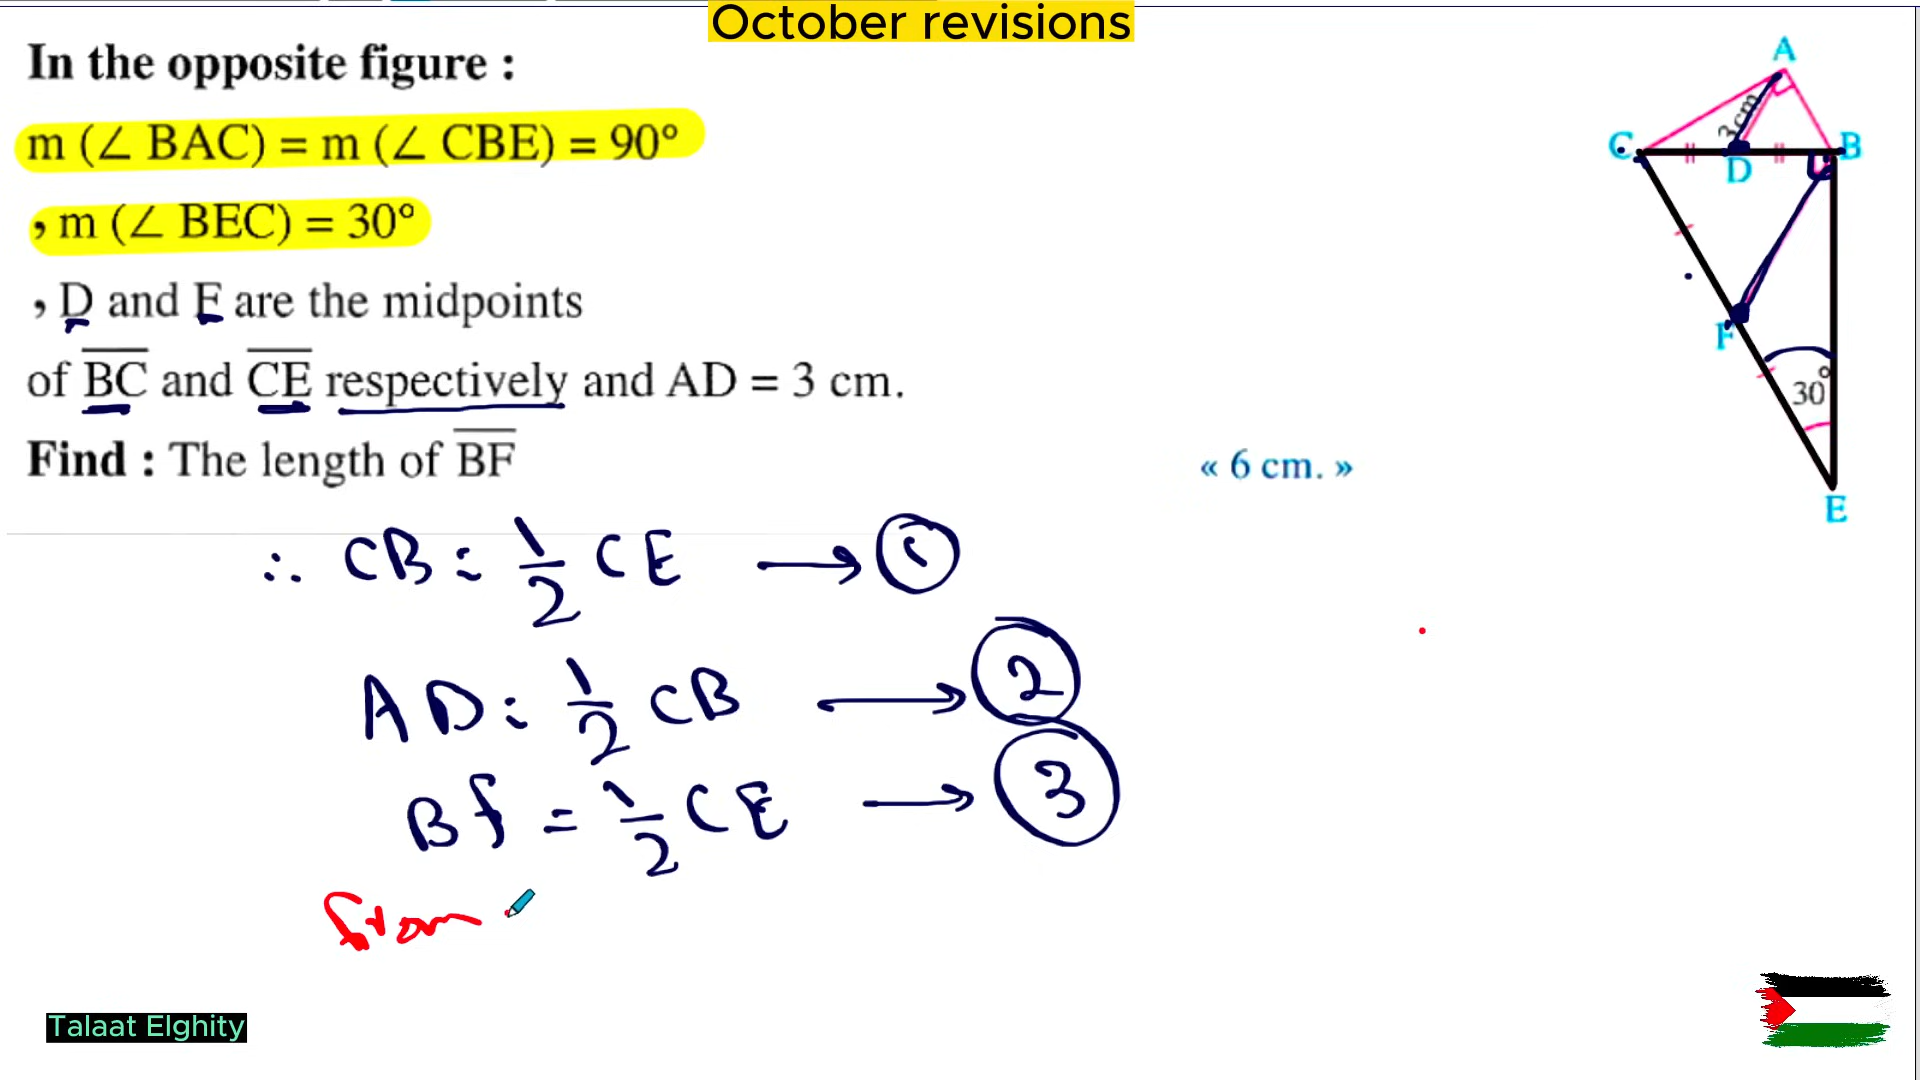 October revisions
In the opposite figure :
m (∠ BAC) = m (∠ CBE) = 90°
, m (∠ BEC) = 30°
, D and F are the midpoints
of BC and CE respectively and AD = 3 cm.
Find : The length of BF
« 6 cm. »
A
3cm
C
D
B
F
30°
E
∴ CB = 1/2 CE → 1
AD = 1/2 CB → 2
Bf = 1/2 CE → 3
from
Talaat Elghity